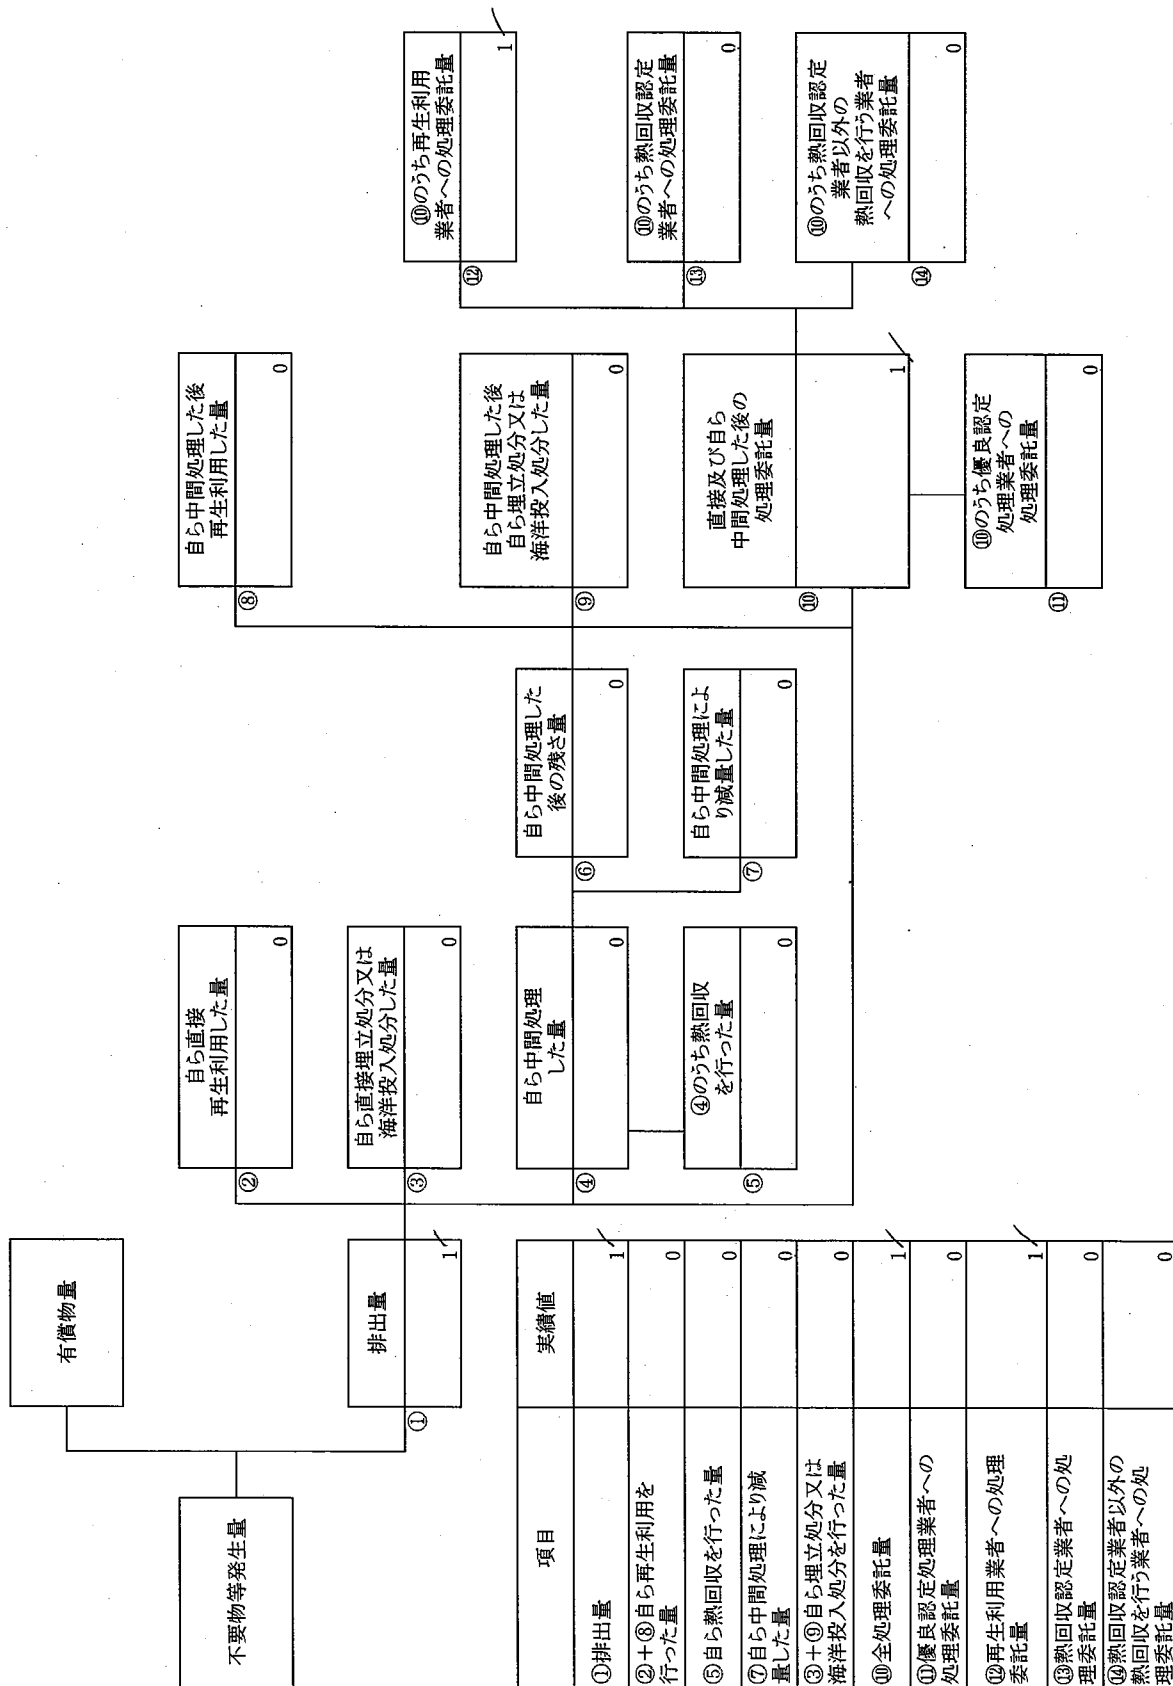 不要物等発生量
有償物量
排出量
①
1
自ら直接
再生利用した量
②
0
自ら直接埋立処分又は
海洋投入処分した量
③
0
自ら中間処理
した量
④
0
④のうち熱回収
を行った量
⑤
0
自ら中間処理した
後の残さ量
⑥
0
自ら中間処理によ
り減量した量
⑦
0
自ら中間処理した後
再生利用した量
⑧
0
自ら中間処理した後
自ら埋立処分又は
海洋投入処分した量
⑨
0
直接及び自ら
中間処理した後の
処理委託量
⑩
1
⑩のうち優良認定
処理業者への
処理委託量
⑪
0
⑩のうち再生利用
業者への処理委託量
⑫
1
⑩のうち熱回収認定
業者への処理委託量
⑬
0
⑩のうち熱回収認定
業者以外の
熱回収を行う業者
への処理委託量
⑭
0
項目 実績値
①排出量 1
②+⑧自ら再生利用を
行った量 0
⑤自ら熱回収を行った量 0
⑦自ら中間処理により減
量した量 0
③+⑨自ら埋立処分又は
海洋投入処分を行った量 0
⑩全処理委託量 1
⑪優良認定処理業者への
処理委託量 0
⑫再生利用業者への処理
委託量 1
⑬熱回収認定業者への処
理委託量 0
⑭熱回収認定業者以外の
熱回収を行う業者への処
理委託量 0